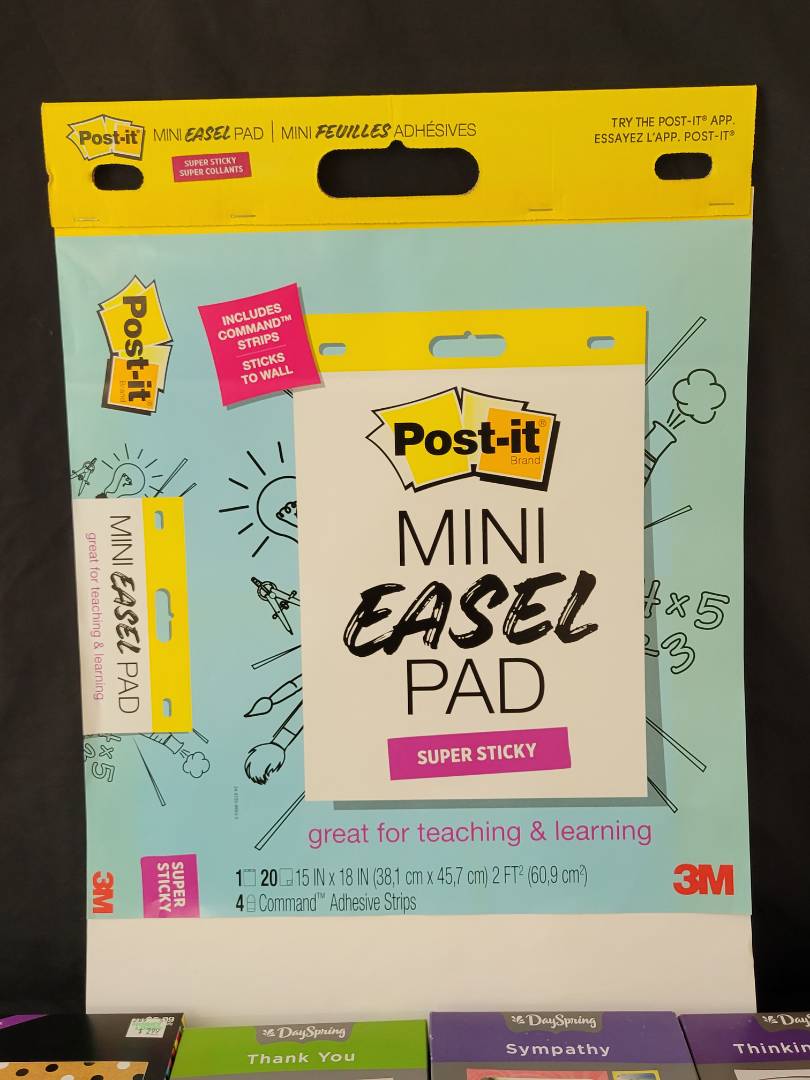 Post-it® MINI EASEL PAD | MINI FEUILLES ADHÉSIVES
SUPER STICKY
SUPER COLLANTS
TRY THE POST-IT® APP.
ESSAYEZ L'APP. POST-IT®
Post-it
Brand
INCLUDES
COMMAND™
STRIPS
STICKS
TO WALL
Post-it®
Brand
MINI
EASEL
PAD
SUPER STICKY
MINI EASEL PAD
great for teaching & learning
4×5
3
×5
great for teaching & learning
1 20 15 IN x 18 IN (38,1 cm x 45,7 cm) 2 FT² (60,9 cm²)
4 Command™ Adhesive Strips
3M
3M
SUPER
STICKY
DaySpring
Thank You
DaySpring
Sympathy
DaySpring